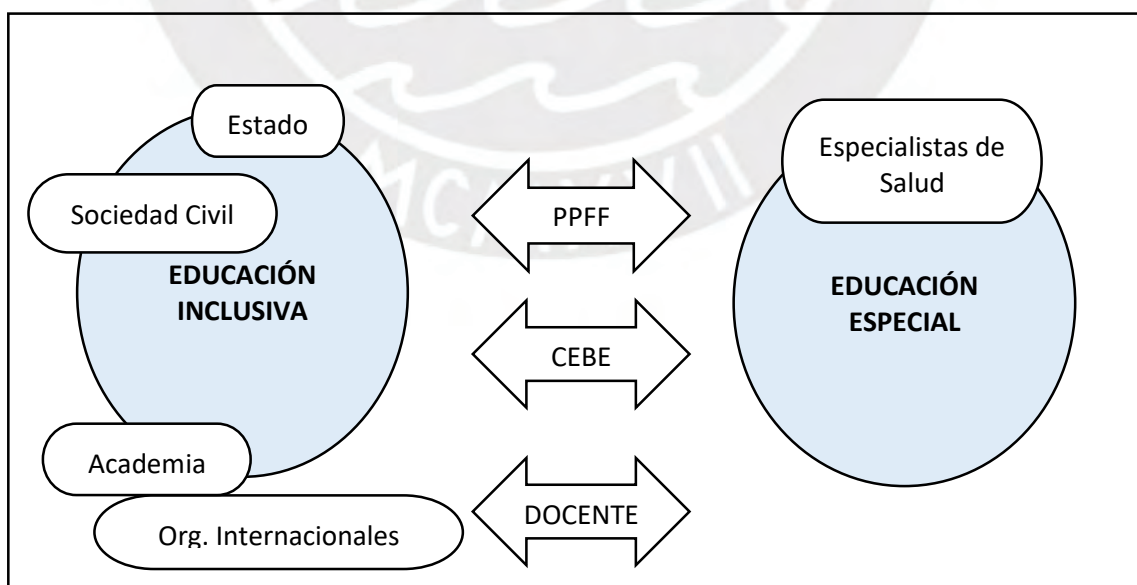 Estado
Sociedad Civil
EDUCACIÓN
INCLUSIVA
Academia
Org. Internacionales
PPFF
CEBE
DOCENTE
Especialistas de
Salud
EDUCACIÓN
ESPECIAL